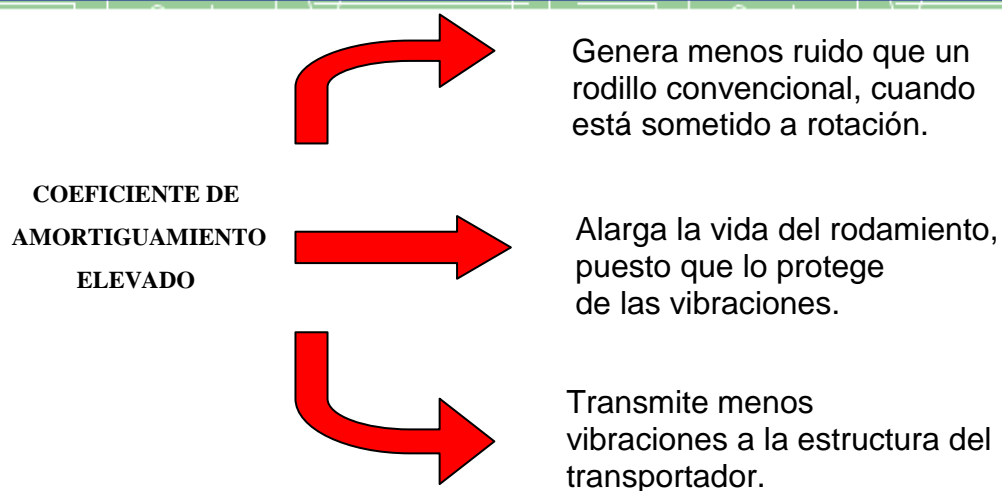 Genera menos ruido que un
rodillo convencional, cuando
está sometido a rotación.
COEFICIENTE DE
AMORTIGUAMIENTO
ELEVADO
Alarga la vida del rodamiento,
puesto que lo protege
de las vibraciones.
Transmite menos
vibraciones a la estructura del
transportador.